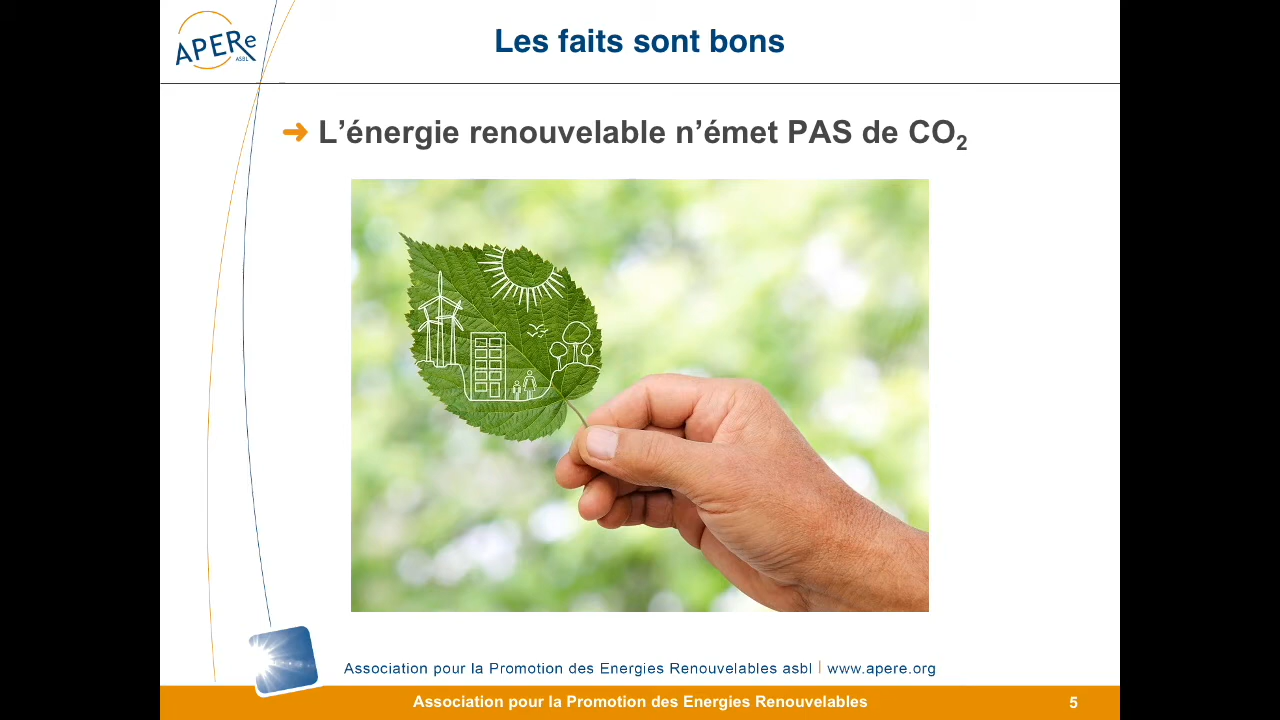 APERe
ASBL
Les faits sont bons
➜ L’énergie renouvelable n’émet PAS de CO₂
Association pour la Promotion des Energies Renouvelables asbl | www.apere.org
Association pour la Promotion des Energies Renouvelables
5